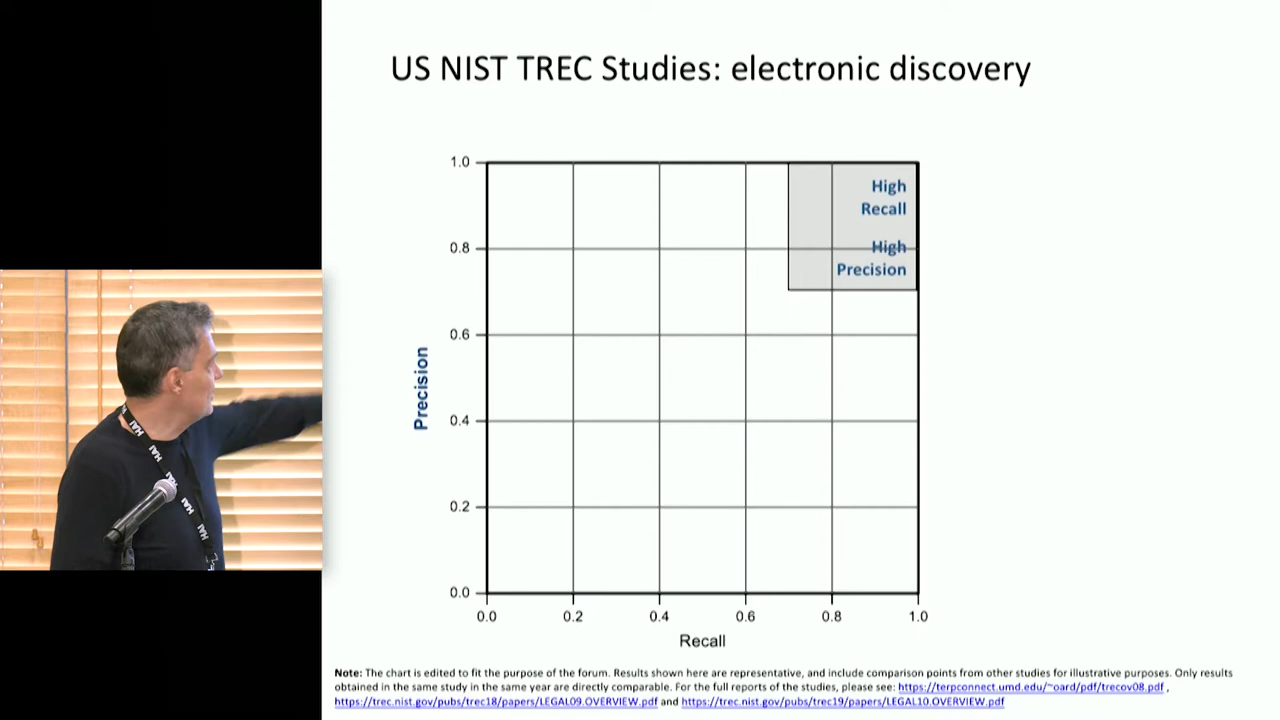 US NIST TREC Studies: electronic discovery
1.0
High
Recall
0.8
High
Precision
0.6
Precision
0.4
0.2
0.0
0.0 0.2 0.4 0.6 0.8 1.0
Recall
Note: The chart is edited to fit the purpose of the forum. Results shown here are representative, and include comparison points from other studies for illustrative purposes. Only results
obtained in the same study in the same year are directly comparable. For the full reports of the studies, please see: https://terpconnect.umd.edu/~oard/pdf/trecov08.pdf ,
https://trec.nist.gov/pubs/trec18/papers/LEGAL09.OVERVIEW.pdf and https://trec.nist.gov/pubs/trec19/papers/LEGAL10.OVERVIEW.pdf
HAI
HAI
HAI
HAI
HAI